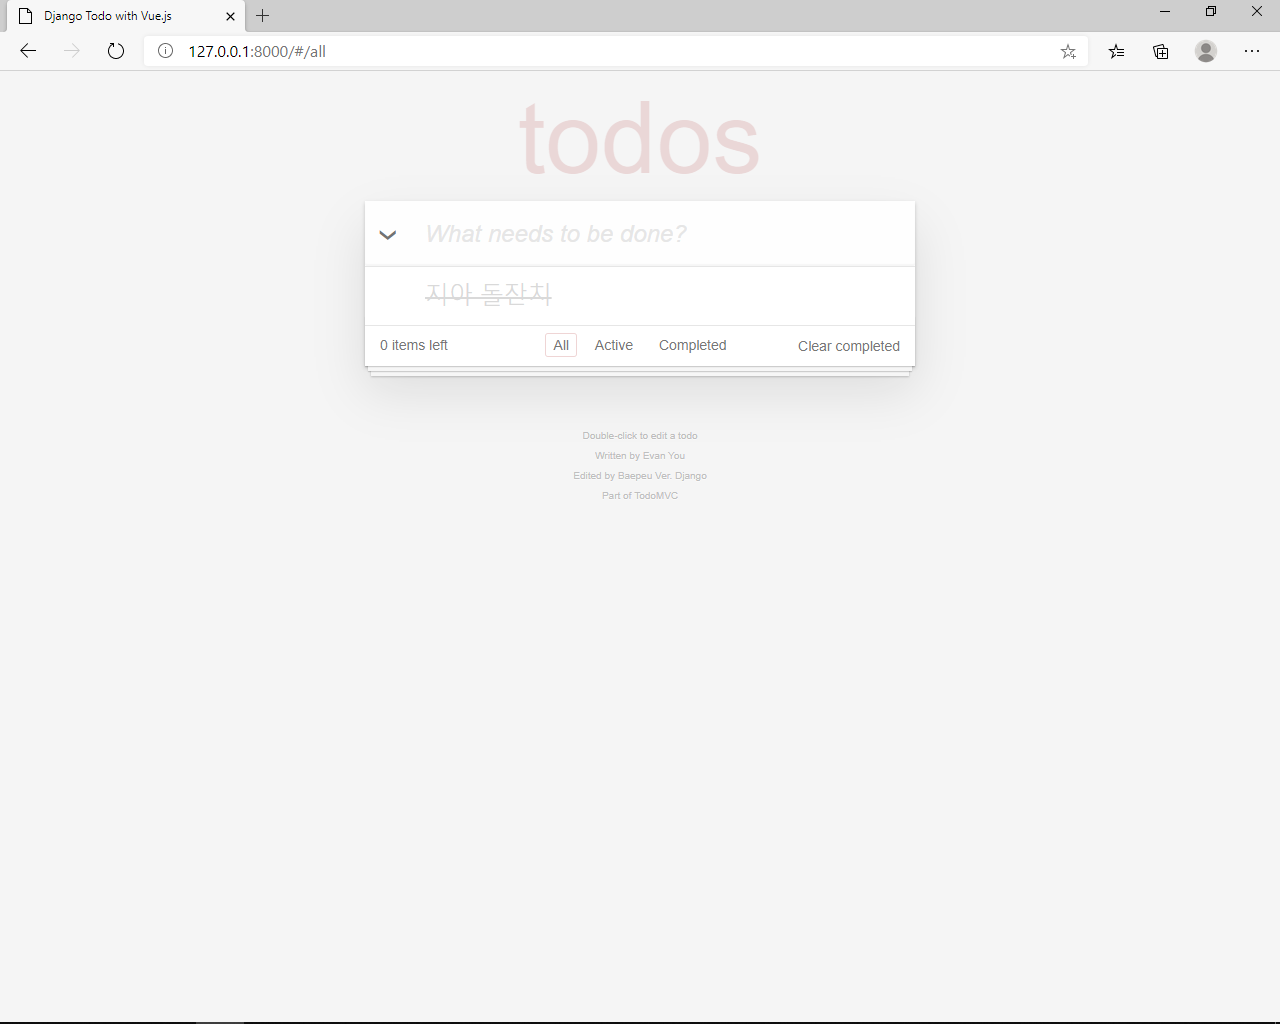 Django Todo with Vue.js
127.0.0.1:8000/#/all
todos
What needs to be done?
지아 돌잔치
0 items left All Active Completed Clear completed
Double-click to edit a todo
Written by Evan You
Edited by Baepeu Ver. Django
Part of TodoMVC